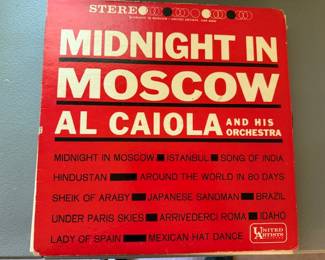 STEREO
MIDNIGHT IN
MOSCOW
AL CAIOLA AND HIS ORCHESTRA
MIDNIGHT IN MOSCOW ISTANBUL SONG OF INDIA
HINDUSTAN AROUND THE WORLD IN 80 DAYS
SHEIK OF ARABY JAPANESE SANDMAN BRAZIL
UNDER PARIS SKIES ARRIVEDERCI ROMA IDAHO
LADY OF SPAIN MEXICAN HAT DANCE
UNITED ARTISTS